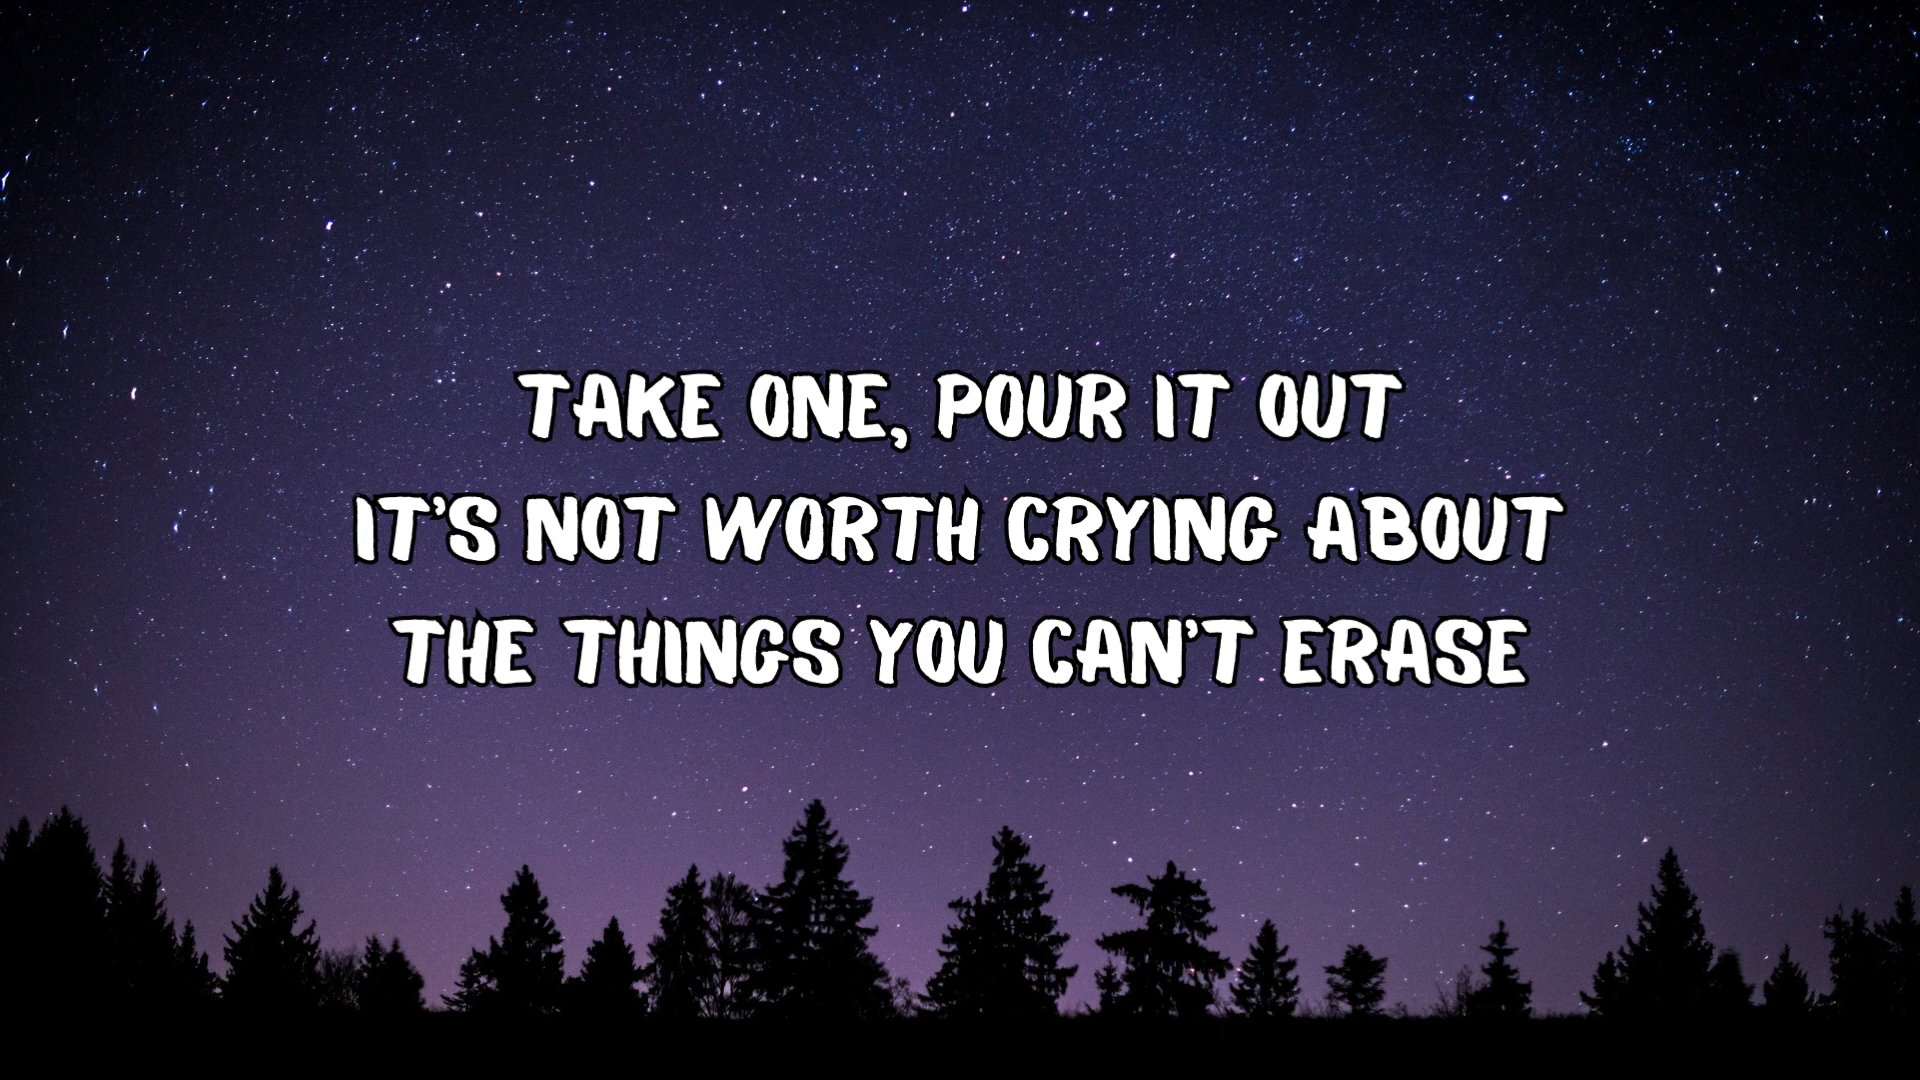 TAKE ONE, POUR IT OUT
IT'S NOT WORTH CRYING ABOUT
THE THINGS YOU CAN'T ERASE